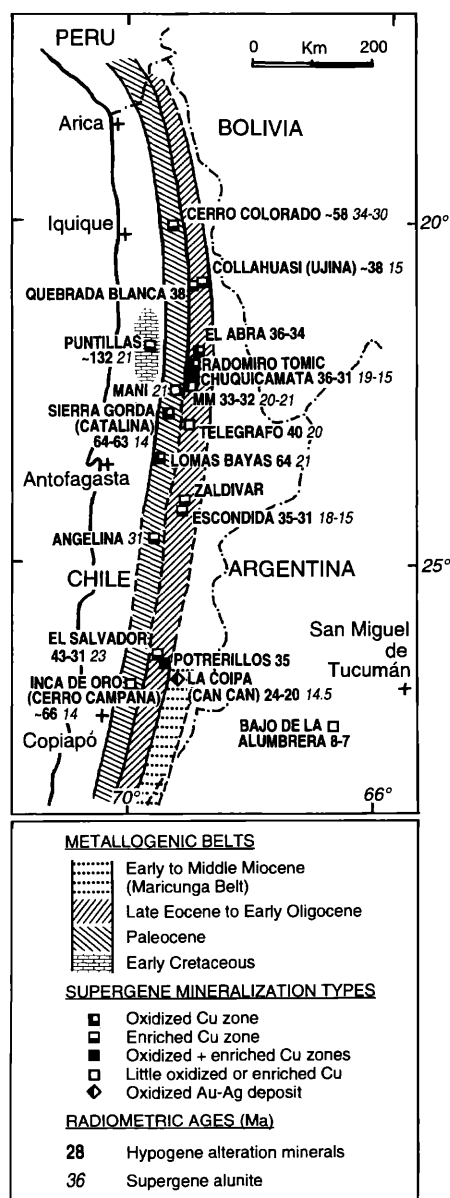 PERU
0 Km 200
Arica
BOLIVIA
CERRO COLORADO ~58 34-30
20°
Iquique
COLLAHUASI (UJINA) ~38 15
QUEBRADA BLANCA 38
EL ABRA 36-34
PUNTILLAS
~132 21
RADOMIRO TOMIC
CHUQUICAMATA 36-31 19-15
MANI 21
MM 33-32 20-21
SIERRA GORDA
(CATALINA)
64-63 14
TELEGRAFO 40 20
LOMAS BAYAS 64 21
Antofagasta
ZALDIVAR
ESCONDIDA 35-31 18-15
ANGELINA 31
CHILE
ARGENTINA
25°
EL SALVADOR
43-31 23
San Miguel
de
Tucumán
POTRERILLOS 35
INCA DE ORO
(CERRO CAMPANA)
~66 14
LA COIPA
(CAN CAN) 24-20 14.5
Copiapó
BAJO DE LA
ALUMBRERA 8-7
70°
66°
METALLOGENIC BELTS
Early to Middle Miocene
(Maricunga Belt)
Late Eocene to Early Oligocene
Paleocene
Early Cretaceous
SUPERGENE MINERALIZATION TYPES
Oxidized Cu zone
Enriched Cu zone
Oxidized + enriched Cu zones
Little oxidized or enriched Cu
Oxidized Au-Ag deposit
RADIOMETRIC AGES (Ma)
28 Hypogene alteration minerals
36 Supergene alunite